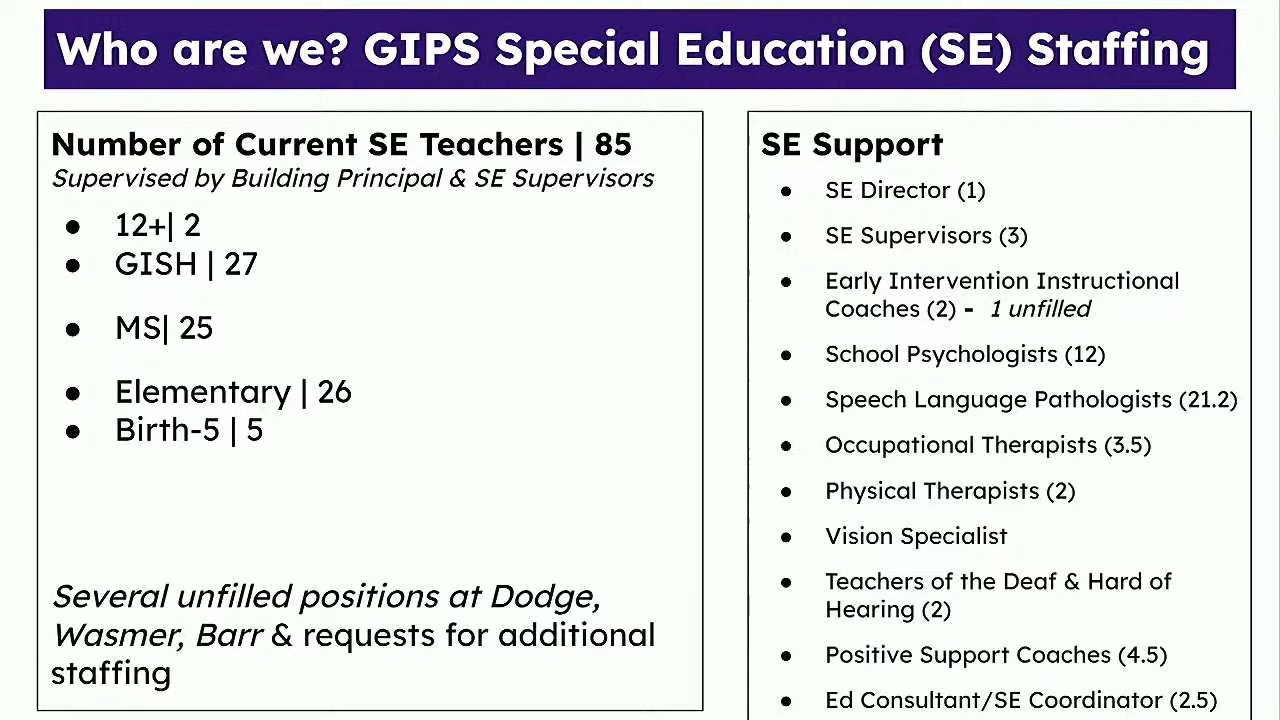 Who are we? GIPS Special Education (SE) Staffing
Number of Current SE Teachers | 85
Supervised by Building Principal & SE Supervisors
● 12+| 2
● GISH | 27
● MS| 25
● Elementary | 26
● Birth-5 | 5
Several unfilled positions at Dodge,
Wasmer, Barr & requests for additional
staffing
SE Support
● SE Director (1)
● SE Supervisors (3)
● Early Intervention Instructional
Coaches (2) - 1 unfilled
● School Psychologists (12)
● Speech Language Pathologists (21.2)
● Occupational Therapists (3.5)
● Physical Therapists (2)
● Vision Specialist
● Teachers of the Deaf & Hard of
Hearing (2)
● Positive Support Coaches (4.5)
● Ed Consultant/SE Coordinator (2.5)